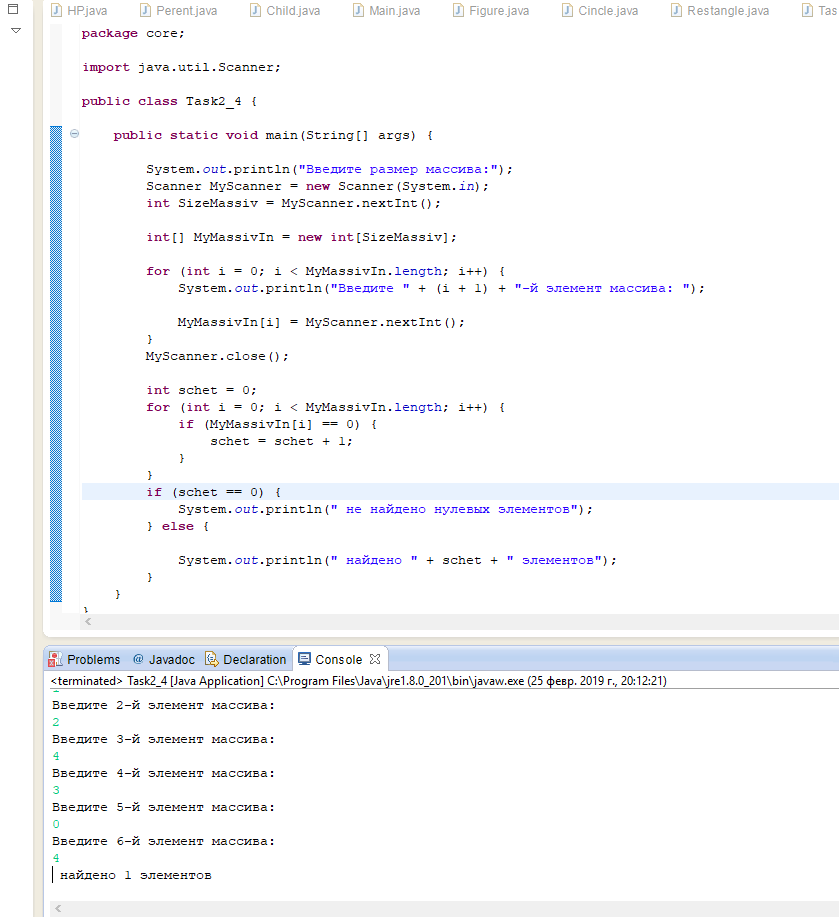 HP.java Perent.java Child.java Main.java Figure.java Cincle.java Restangle.java Tas
package core;
import java.util.Scanner;
public class Task2_4 {
public static void main(String[] args) {
System.out.println("Введите размер массива:");
Scanner MyScanner = new Scanner(System.in);
int SizeMassiv = MyScanner.nextInt();
int[] MyMassivIn = new int[SizeMassiv];
for (int i = 0; i < MyMassivIn.length; i++) {
System.out.println("Введите " + (i + 1) + "-й элемент массива: ");
MyMassivIn[i] = MyScanner.nextInt();
}
MyScanner.close();
int schet = 0;
for (int i = 0; i < MyMassivIn.length; i++) {
if (MyMassivIn[i] == 0) {
schet = schet + 1;
}
}
if (schet == 0) {
System.out.println(" не найдено нулевых элементов");
} else {
System.out.println(" найдено " + schet + " элементов");
}
}
}
Problems @ Javadoc Declaration Console
<terminated> Task2_4 [Java Application] C:\Program Files\Java\jre1.8.0_201\bin\javaw.exe (25 февр. 2019 г., 20:12:21)
Введите 2-й элемент массива:
2
Введите 3-й элемент массива:
4
Введите 4-й элемент массива:
3
Введите 5-й элемент массива:
0
Введите 6-й элемент массива:
4
найдено 1 элементов